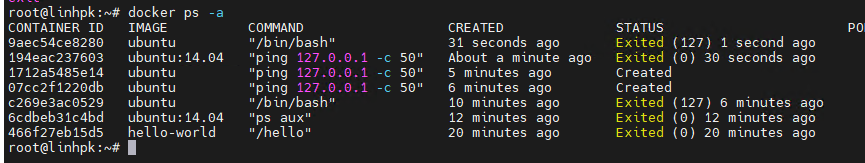 root@linhpk:~# docker ps -a
CONTAINER ID IMAGE COMMAND CREATED STATUS
9aec54ce8280 ubuntu "/bin/bash" 31 seconds ago Exited (127) 1 second ago
194eac237603 ubuntu:14.04 "ping 127.0.0.1 -c 50" About a minute ago Exited (0) 30 seconds ago
1712a5485e14 ubuntu "ping 127.0.0.1 -c 50" 5 minutes ago Created
07cc2f1220db ubuntu "ping 127.0.0.1 -c 50" 6 minutes ago Created
c269e3ac0529 ubuntu "/bin/bash" 10 minutes ago Exited (127) 6 minutes ago
6cdbeb31c4bd ubuntu:14.04 "ps aux" 12 minutes ago Exited (0) 12 minutes ago
466f27eb15d5 hello-world "/hello" 20 minutes ago Exited (0) 20 minutes ago
root@linhpk:~#